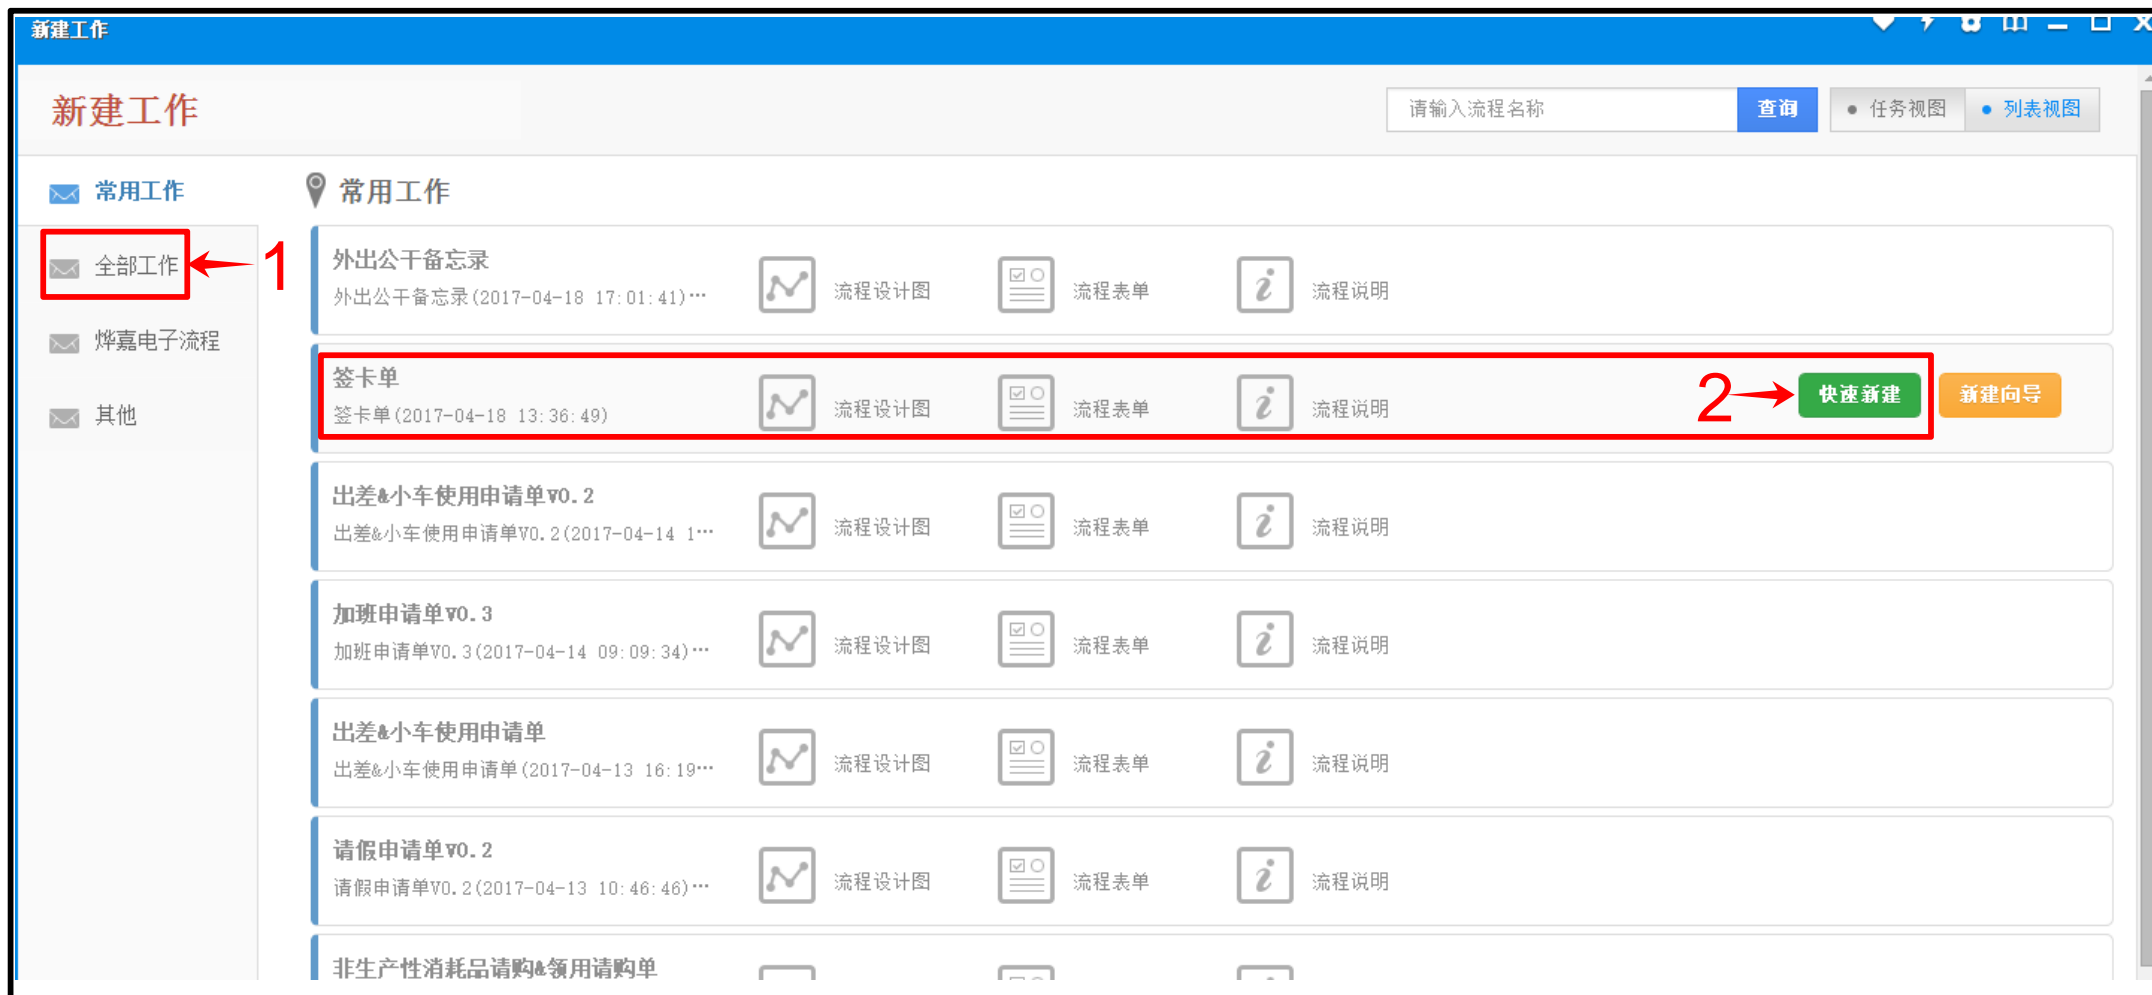 新建工作
新建工作
请输入流程名称 查询 • 任务视图 • 列表视图
常用工作
全部工作
1
烨嘉电子流程
其他
常用工作
外出公干备忘录
外出公干备忘录(2017-04-18 17:01:41)… 流程设计图 流程表单 流程说明
签卡单
签卡单(2017-04-18 13:36:49) 流程设计图 流程表单 流程说明 2 快速新建 新建向导
出差&小车使用申请单V0.2
出差&小车使用申请单V0.2(2017-04-14 1… 流程设计图 流程表单 流程说明
加班申请单V0.3
加班申请单V0.3(2017-04-14 09:09:34)… 流程设计图 流程表单 流程说明
出差&小车使用申请单
出差&小车使用申请单(2017-04-13 16:19… 流程设计图 流程表单 流程说明
请假申请单V0.2
请假申请单V0.2(2017-04-13 10:46:46)… 流程设计图 流程表单 流程说明
非生产性消耗品请购&领用请购单